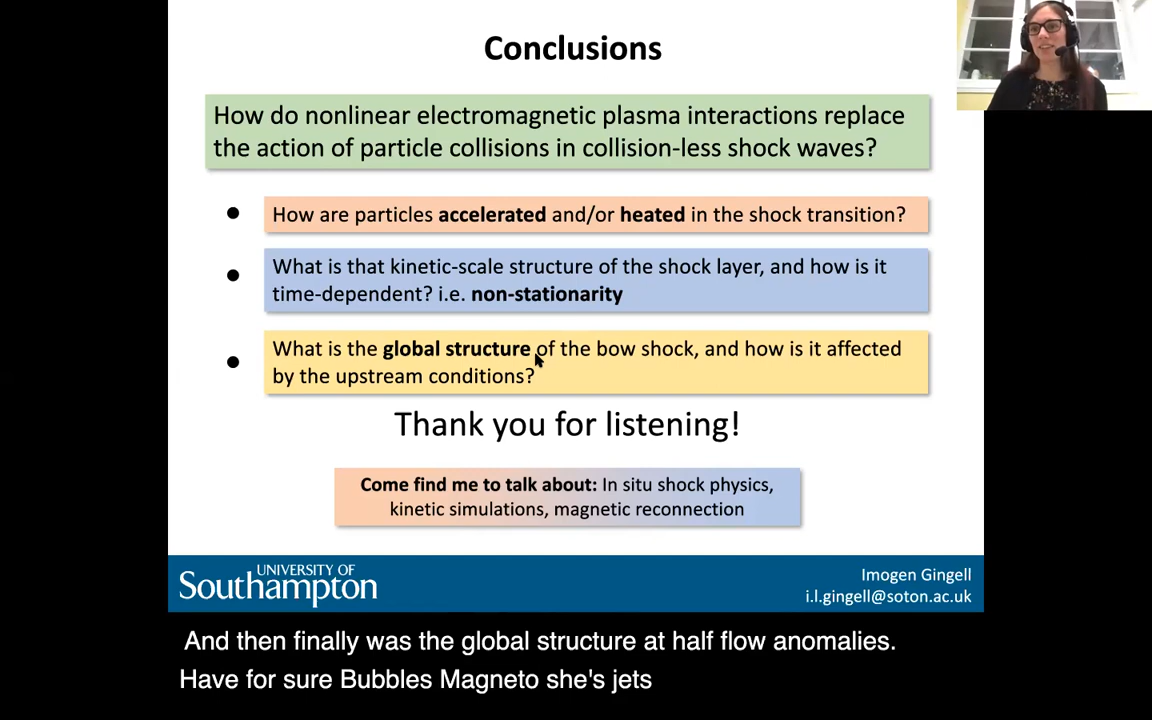 Conclusions
How do nonlinear electromagnetic plasma interactions replace
the action of particle collisions in collision-less shock waves?
How are particles accelerated and/or heated in the shock transition?
What is that kinetic-scale structure of the shock layer, and how is it
time-dependent? i.e. non-stationarity
What is the global structure of the bow shock, and how is it affected
by the upstream conditions?
Thank you for listening!
Come find me to talk about: In situ shock physics,
kinetic simulations, magnetic reconnection
UNIVERSITY OF
Southampton
Imogen Gingell
i.l.gingell@soton.ac.uk
And then finally was the global structure at half flow anomalies.
Have for sure Bubbles Magneto she's jets